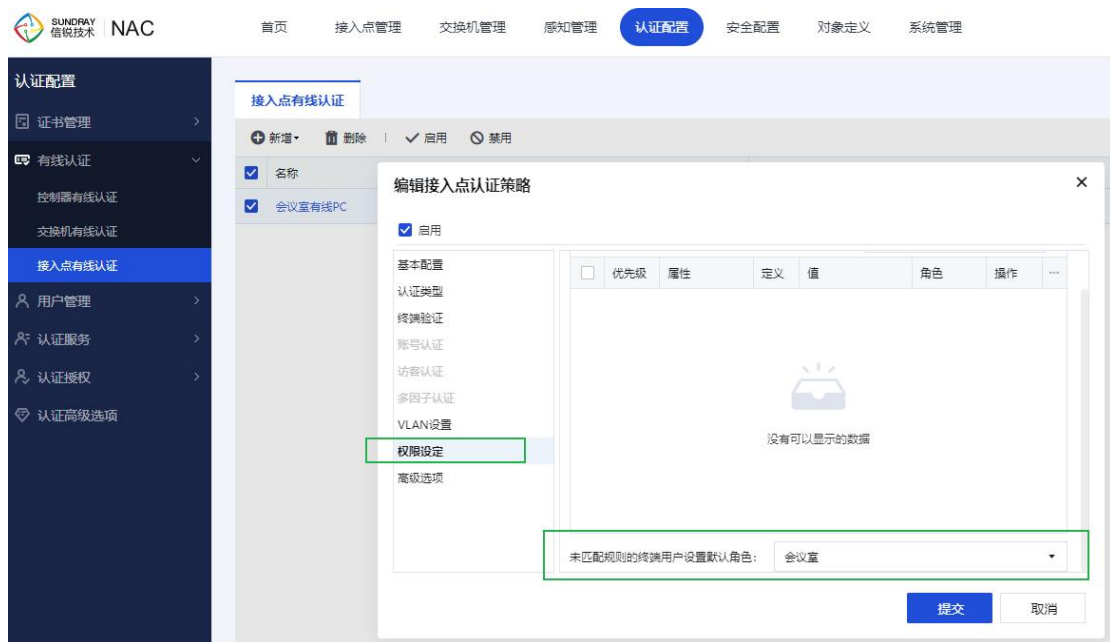 SUNDRAY
信锐技术 NAC
首页 接入点管理 交换机管理 感知管理 认证配置 安全配置 对象定义 系统管理
认证配置
证书管理
有线认证
控制器有线认证
交换机有线认证
接入点有线认证
用户管理
认证服务
认证授权
认证高级选项
接入点有线认证
新增 删除 启用 禁用
名称
会议室有线PC
编辑接入点认证策略
启用
基本配置
认证类型
终端验证
账号认证
访客认证
多因子认证
VLAN设置
权限设定
高级选项
优先级 属性 定义 值 角色 操作 ...
没有可以显示的数据
未匹配规则的终端用户设置默认角色: 会议室
提交 取消